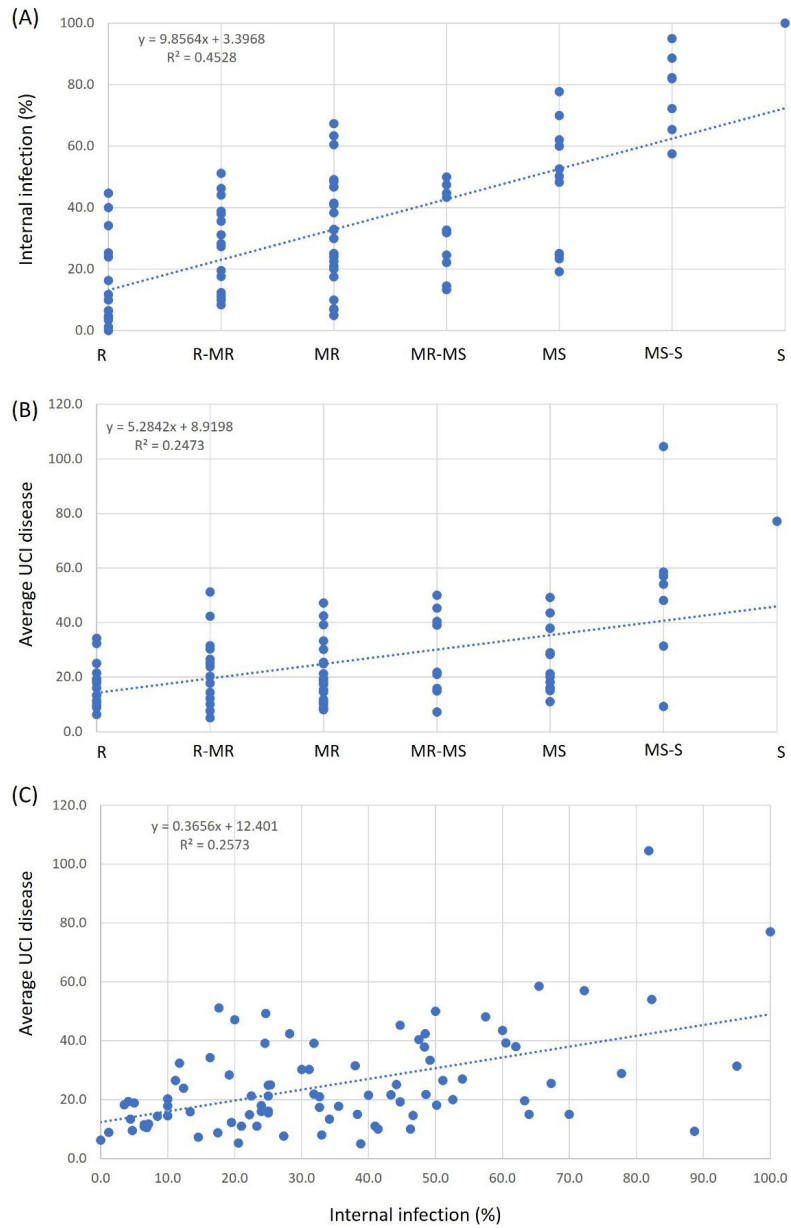 (A)
y = 9.8564x + 3.3968
R² = 0.4528
Internal infection (%)
100.0
80.0
60.0
40.0
20.0
0.0
R R-MR MR MR-MS MS MS-S S
(B)
y = 5.2842x + 8.9198
R² = 0.2473
Average UCI disease
120.0
100.0
80.0
60.0
40.0
20.0
0.0
R R-MR MR MR-MS MS MS-S S
(C)
y = 0.3656x + 12.401
R² = 0.2573
Average UCI disease
120.0
100.0
80.0
60.0
40.0
20.0
0.0
0.0 10.0 20.0 30.0 40.0 50.0 60.0 70.0 80.0 90.0 100.0
Internal infection (%)